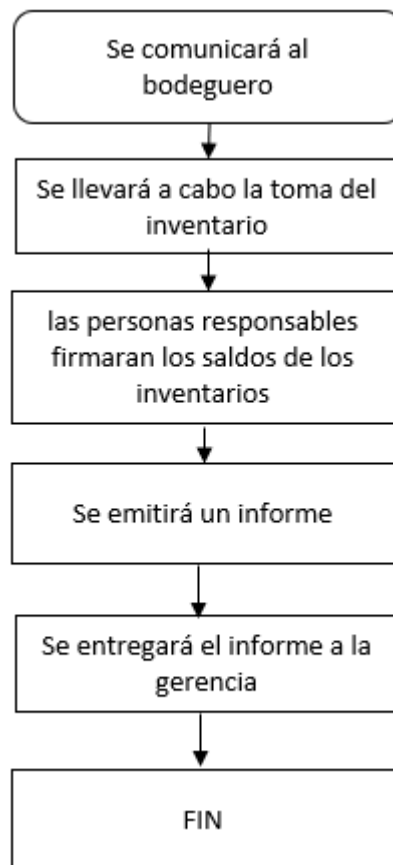 Se comunicará al
bodeguero
Se llevará a cabo la toma del
inventario
las personas responsables
firmaran los saldos de los
inventarios
Se emitirá un informe
Se entregará el informe a la
gerencia
FIN